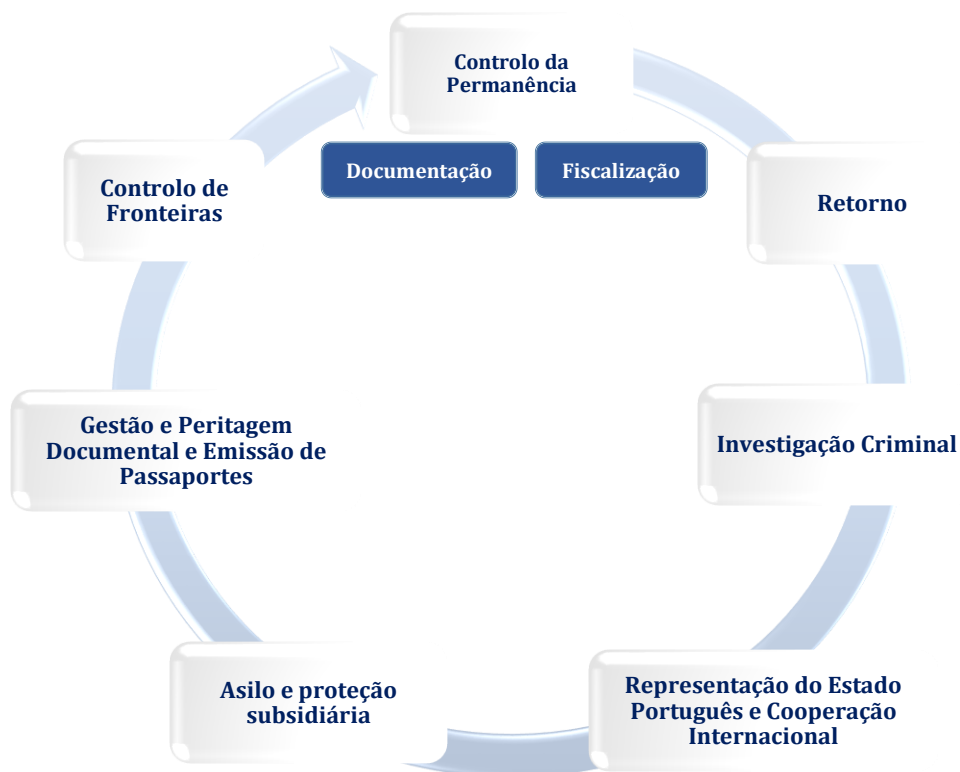 Controlo da
Permanência
Documentação
Fiscalização
Controlo de
Fronteiras
Retorno
Gestão e Peritagem
Documental e Emissão de
Passaportes
Investigação Criminal
Asilo e proteção
subsidiária
Representação do Estado
Português e Cooperação
Internacional